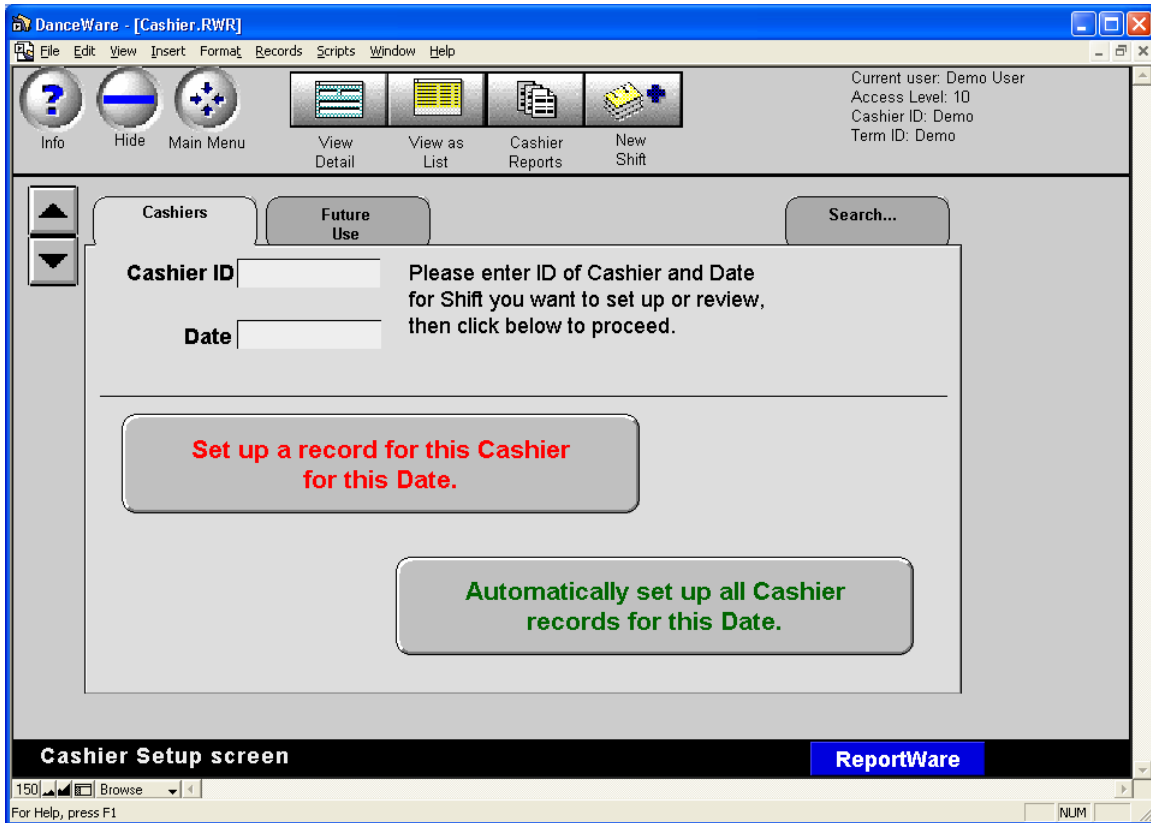 DanceWare - [Cashier.RWR]
File Edit View Insert Format Records Scripts Window Help
?
Info
Hide
Main Menu
View
Detail
View as
List
Cashier
Reports
New
Shift
Current user: Demo User
Access Level: 10
Cashier ID: Demo
Term ID: Demo
Cashiers
Future
Use
Search...
Cashier ID
Please enter ID of Cashier and Date
for Shift you want to set up or review,
then click below to proceed.
Date
Set up a record for this Cashier
for this Date.
Automatically set up all Cashier
records for this Date.
Cashier Setup screen
ReportWare
150 Browse
For Help, press F1
NUM